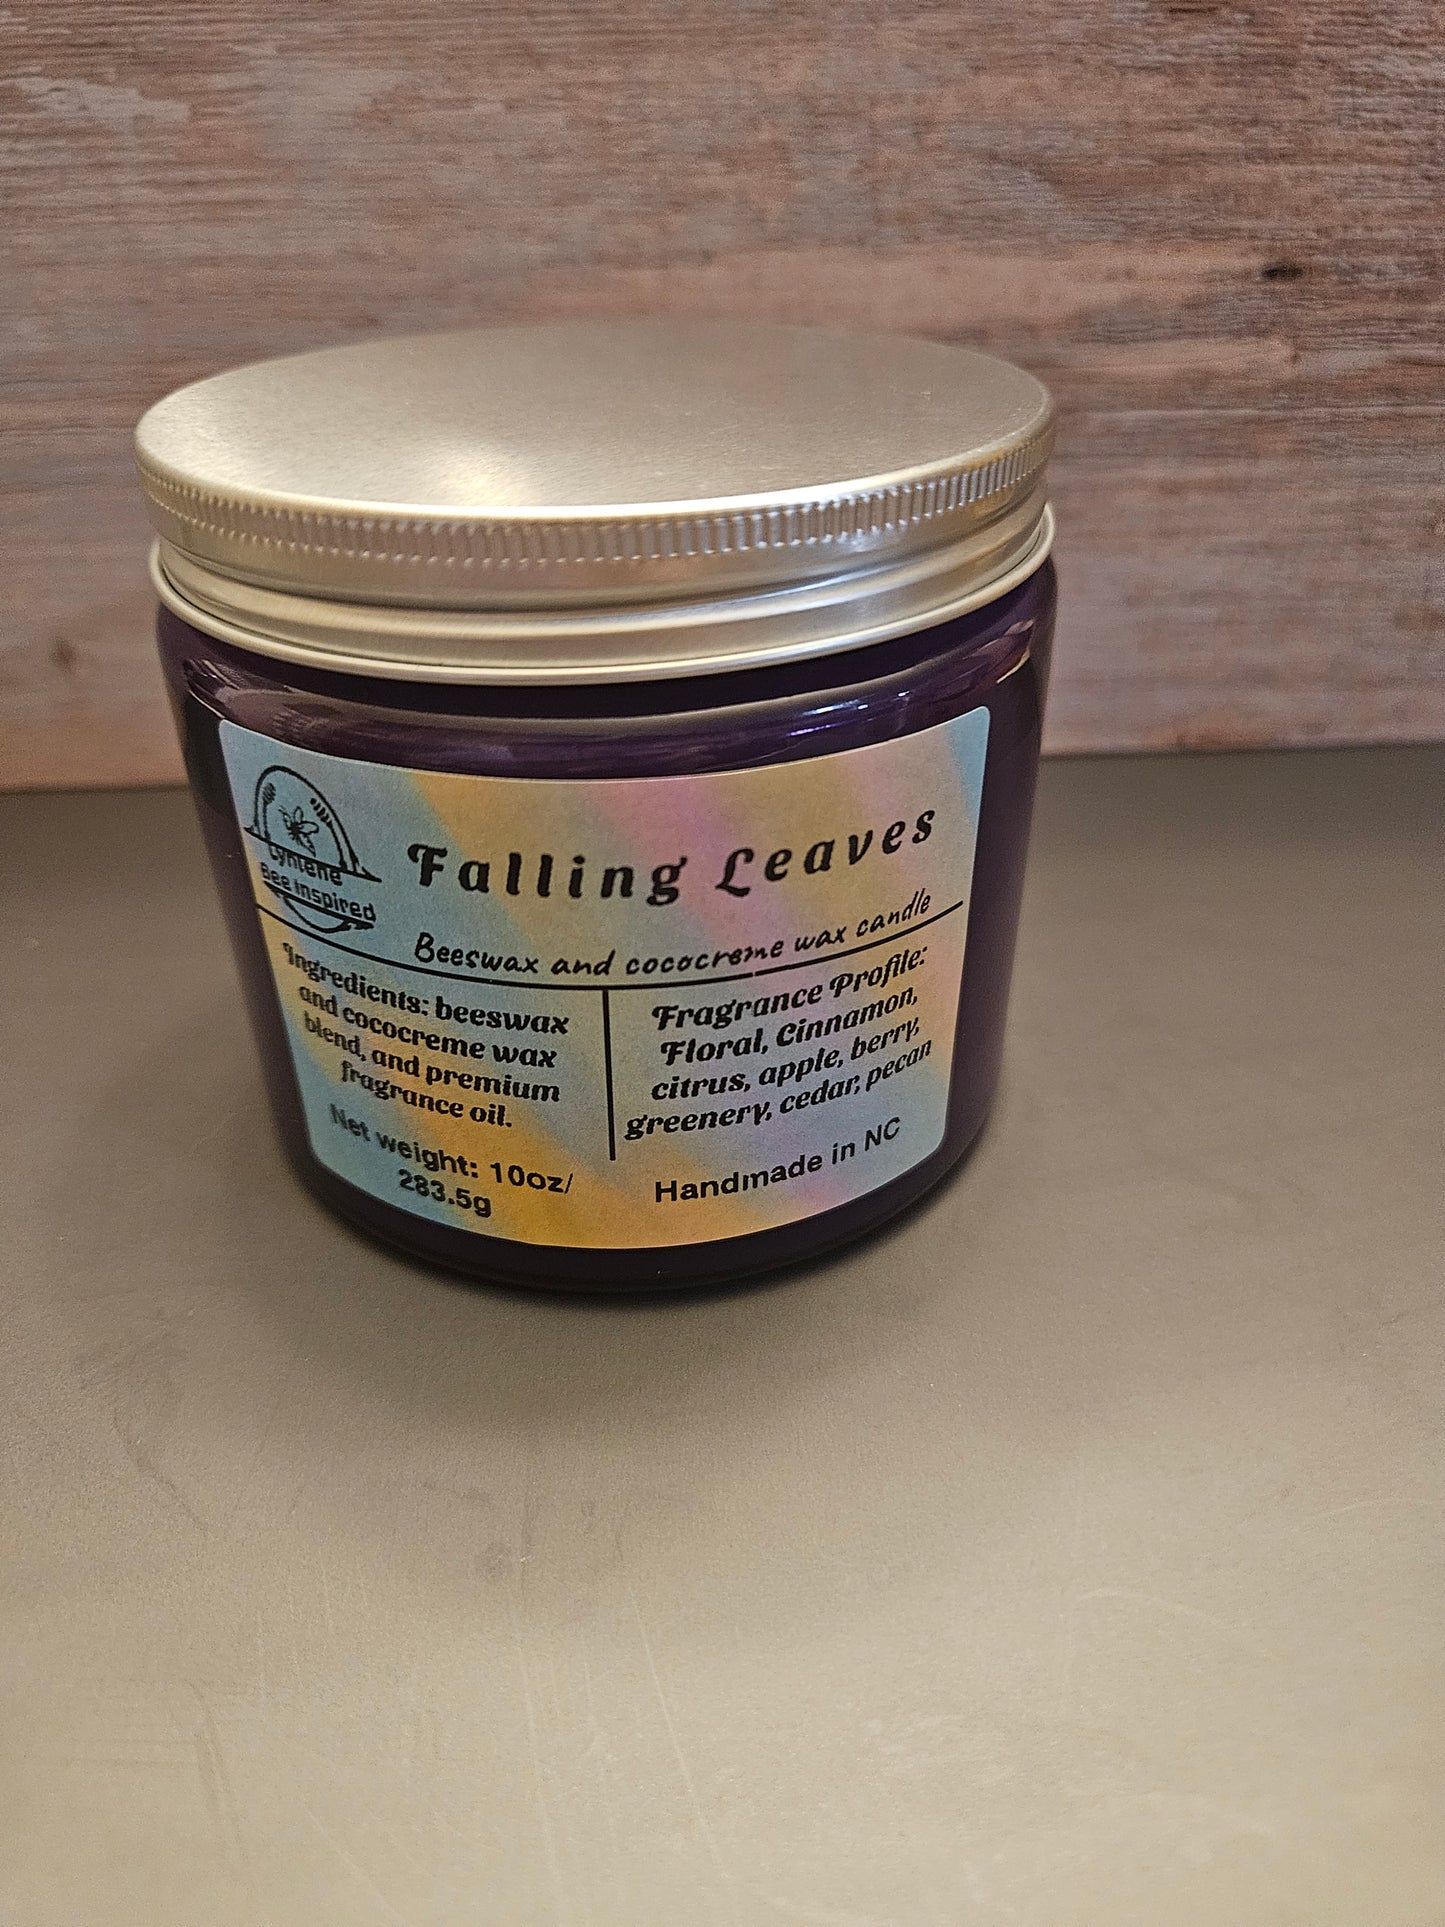 Lyhlene
Bee Inspired
Falling Leaves
Beeswax and cococreme wax candle
Ingredients: beeswax
and cococreme wax
blend, and premium
fragrance oil.
Net weight: 10oz/
283.5g
Fragrance Profile:
Floral, Cinnamon,
citrus, apple, berry,
greenery, cedar, pecan
Handmade in NC